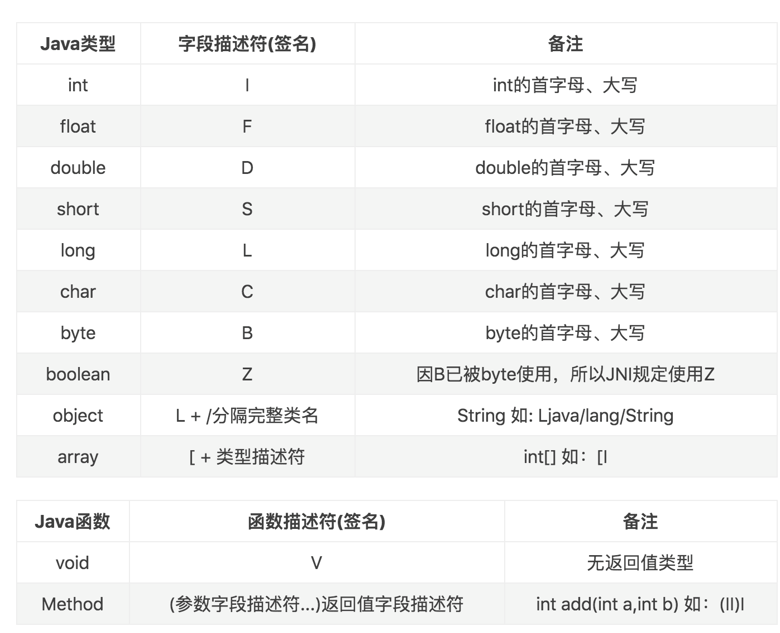 Java类型 字段描述符(签名) 备注
int I int的首字母、大写
float F float的首字母、大写
double D double的首字母、大写
short S short的首字母、大写
long L long的首字母、大写
char C char的首字母、大写
byte B byte的首字母、大写
boolean Z 因B已被byte使用，所以JNI规定使用Z
object L + /分隔完整类名 String 如: Ljava/lang/String
array [ + 类型描述符 int[] 如：[I
Java函数 函数描述符(签名) 备注
void V 无返回值类型
Method (参数字段描述符...)返回值字段描述符 int add(int a,int b) 如：(II)I